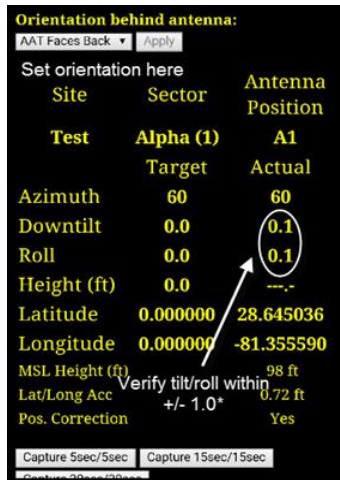 Orientation behind antenna:
AAT Faces Back ▼ Apply
Set orientation here
Site Sector Antenna Position
Test Alpha (1) A1
Target Actual
Azimuth 60 60
Downtilt 0.0 0.1
Roll 0.0 0.1
Height (ft) 0.0 ---.-
Latitude 0.000000 28.645036
Longitude 0.000000 -81.355590
MSL Height (ft) 98 ft
Verify tilt/roll within
Lat/Long Acc 0.72 ft
+/- 1.0*
Pos. Correction Yes
Capture 5sec/5sec Capture 15sec/15sec
Capture 30sec/30sec